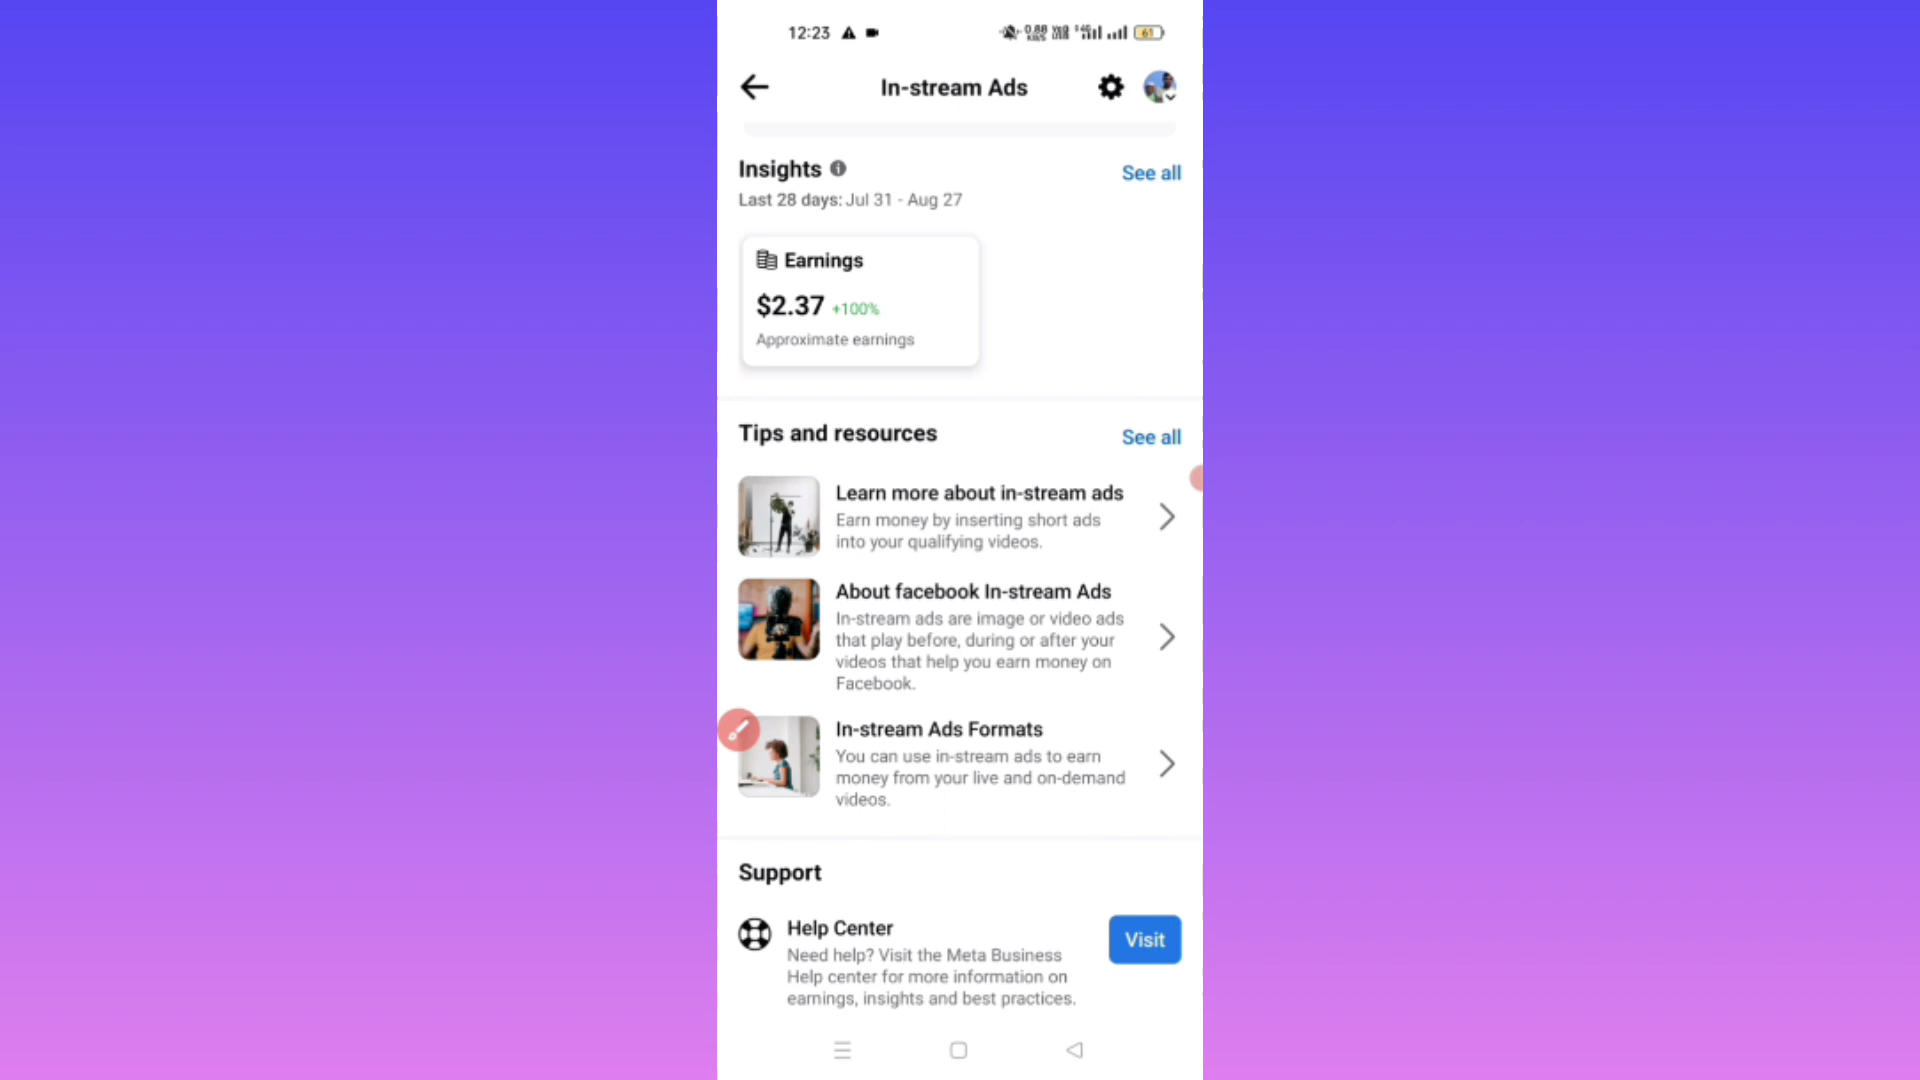 12:23
0.88 KB/S 61
In-stream Ads
Insights
See all
Last 28 days: Jul 31 - Aug 27
Earnings
$2.37 +100%
Approximate earnings
Tips and resources
See all
Learn more about in-stream ads
Earn money by inserting short ads
into your qualifying videos.
About facebook In-stream Ads
In-stream ads are image or video ads
that play before, during or after your
videos that help you earn money on
Facebook.
In-stream Ads Formats
You can use in-stream ads to earn
money from your live and on-demand
videos.
Support
Help Center
Need help? Visit the Meta Business
Help center for more information on
earnings, insights and best practices.
Visit